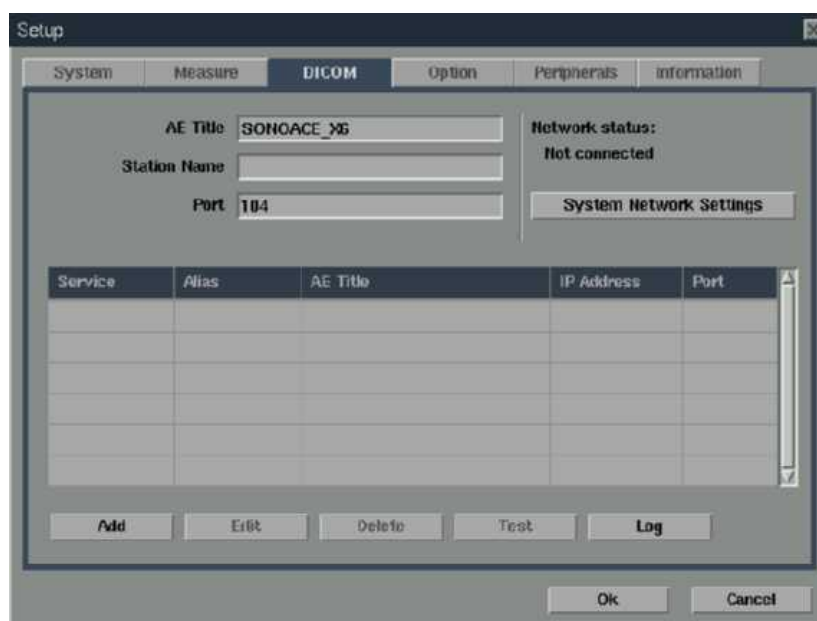 Setup
System Measure DICOM Option Peripherals Information
AE Title SONOACE_X6
Network status:
Not connected
Station Name
Port 104
System Network Settings
Service Alias AE Title IP Address Port
Add Edit Delete Test Log
Ok Cancel